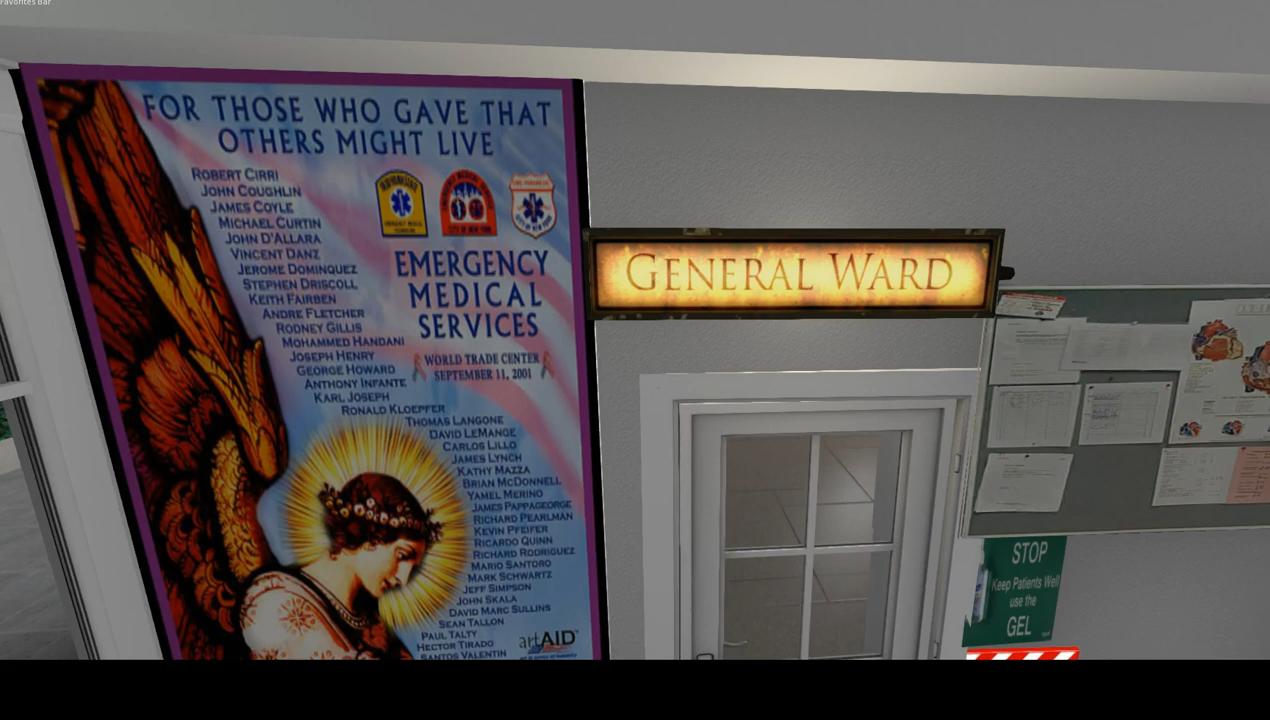 Favorites Bar
FOR THOSE WHO GAVE THAT
OTHERS MIGHT LIVE
ROBERT CIRRI
JOHN COUGHLIN
JAMES COYLE
MICHAEL CURTIN
JOHN D'ALLARA
VINCENT DANZ
JEROME DOMINQUEZ
STEPHEN DRISCOLL
KEITH FAIRBEN
ANDRE FLETCHER
RODNEY GILLIS
MOHAMMED HANDANI
JOSEPH HENRY
GEORGE HOWARD
ANTHONY INFANTE
KARL JOSEPH
RONALD KLOEPFER
THOMAS LANGONE
DAVID LEMANGE
CARLOS LILLO
JAMES LYNCH
KATHY MAZZA
BRIAN MCDONNELL
YAMEL MERINO
JAMES PAPPAGEORGE
RICHARD PEARLMAN
KEVIN PFEIFER
RICARDO QUINN
RICHARD RODRIGUEZ
MARIO SANTORO
MARK SCHWARTZ
JEFF SIMPSON
JOHN SKALA
DAVID MARC SULLINS
SEAN TALLON
PAUL TALTY
HECTOR TIRADO
SANTOS VALENTIN
EMERGENCY
MEDICAL
SERVICES
WORLD TRADE CENTER
SEPTEMBER 11, 2001
artAID
GENERAL WARD
STOP
Keep Patients Well
use the
GEL